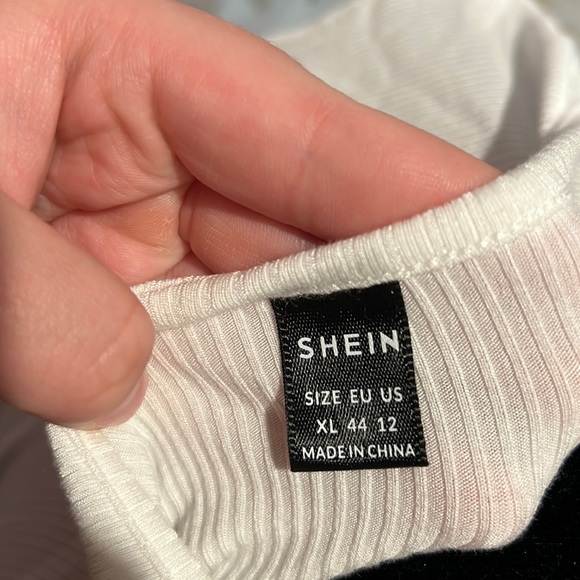 SHEIN
SIZE EU US
XL 44 12
MADE IN CHINA